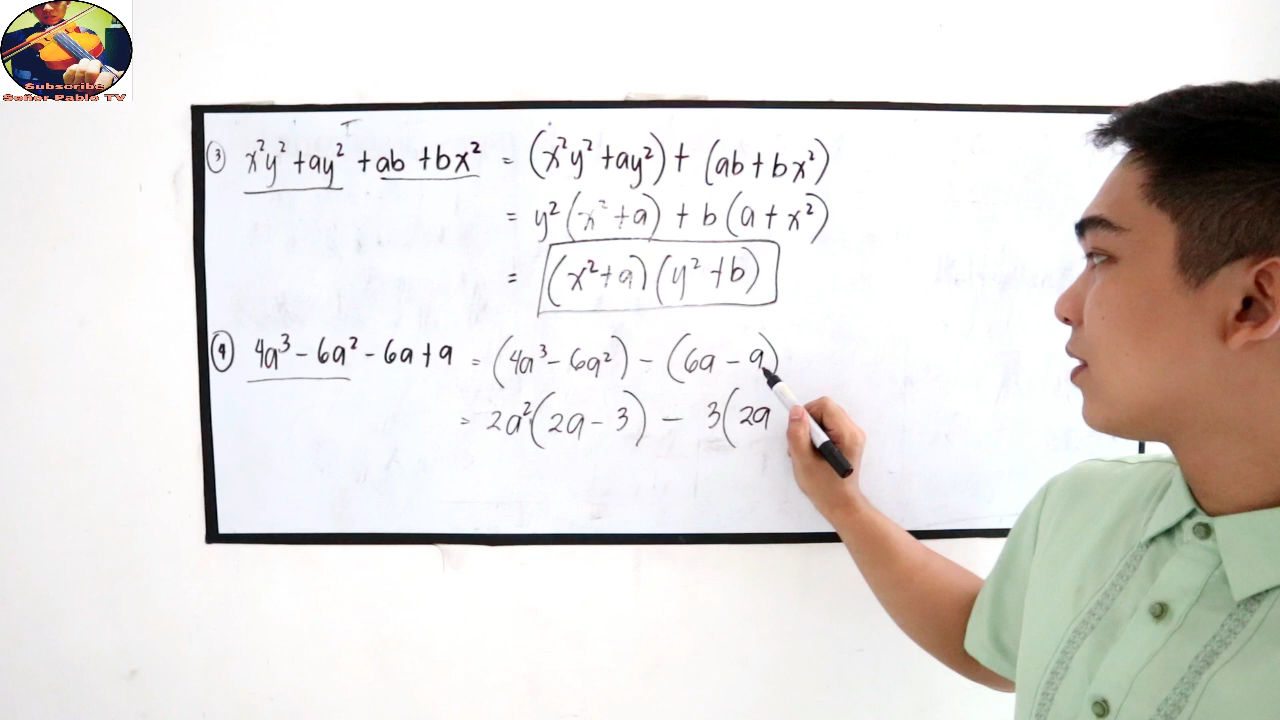 Subscribe
Señor Pablo TV
③ x²y² + ay² + ab + bx² = (x²y² + ay²) + (ab + bx²)
= y²(x² + a) + b(a + x²)
= (x² + a)(y² + b)
④ 4a³ - 6a² - 6a + 9 = (4a³ - 6a²) - (6a - 9)
= 2a²(2a - 3) - 3(2a